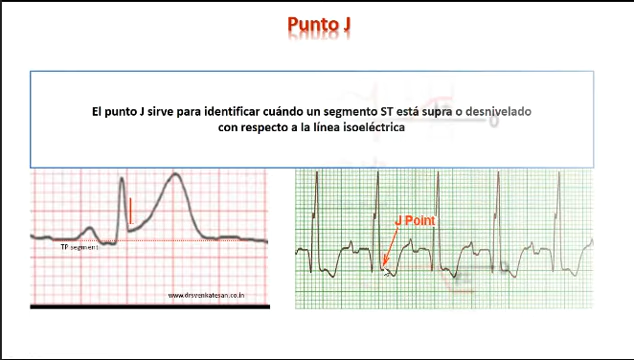 Punto J
El punto J sirve para identificar cuándo un segmento ST está supra o desnivelado
con respecto a la línea isoeléctrica
J Point
TP segment
www.drsvenkatesan.co.in